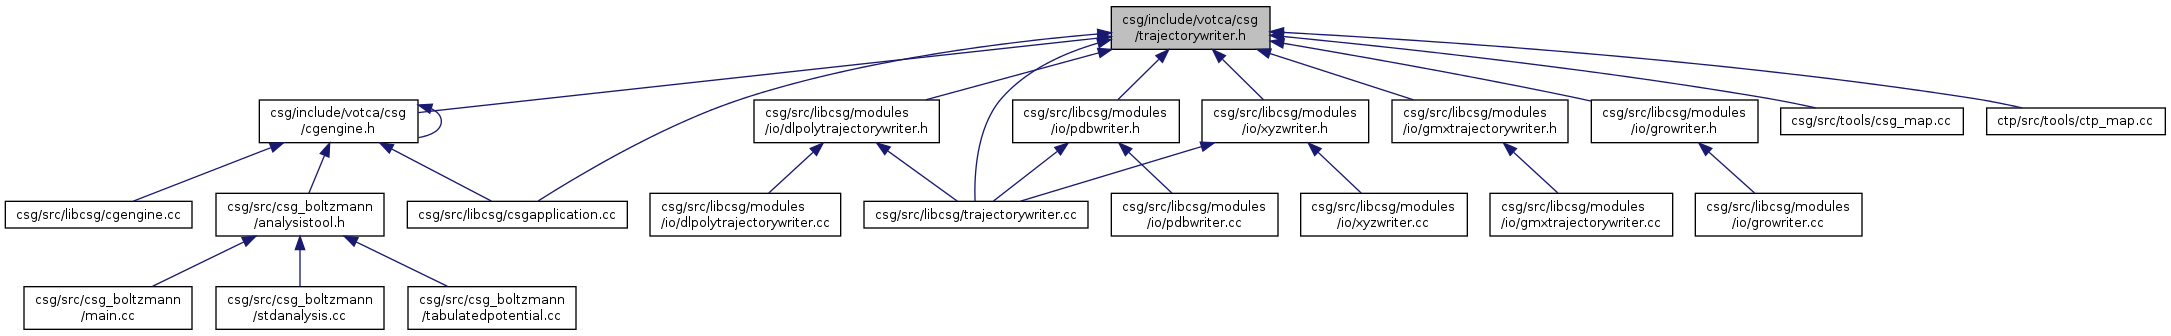 csg/include/votca/csg
/trajectorywriter.h
csg/include/votca/csg
/cgengine.h
csg/src/libcsg/modules
/io/dlpolytrajectorywriter.h
csg/src/libcsg/modules
/io/pdbwriter.h
csg/src/libcsg/modules
/io/xyzwriter.h
csg/src/libcsg/modules
/io/gmxtrajectorywriter.h
csg/src/libcsg/modules
/io/growriter.h
csg/src/tools/csg_map.cc
ctp/src/tools/ctp_map.cc
csg/src/libcsg/cgengine.cc
csg/src/csg_boltzmann
/analysistool.h
csg/src/libcsg/csgapplication.cc
csg/src/libcsg/modules
/io/dlpolytrajectorywriter.cc
csg/src/libcsg/trajectorywriter.cc
csg/src/libcsg/modules
/io/pdbwriter.cc
csg/src/libcsg/modules
/io/xyzwriter.cc
csg/src/libcsg/modules
/io/gmxtrajectorywriter.cc
csg/src/libcsg/modules
/io/growriter.cc
csg/src/csg_boltzmann
/main.cc
csg/src/csg_boltzmann
/stdanalysis.cc
csg/src/csg_boltzmann
/tabulatedpotential.cc